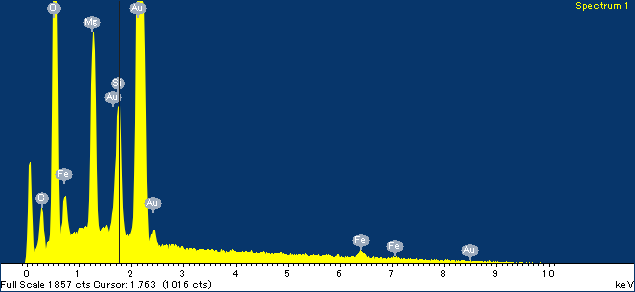 Spectrum 1
O Au
Mg
Si
Au
Fe
O Au
Fe Fe Au
0 1 2 3 4 5 6 7 8 9 10
Full Scale 1857 cts Cursor: 1.763 (1016 cts) keV